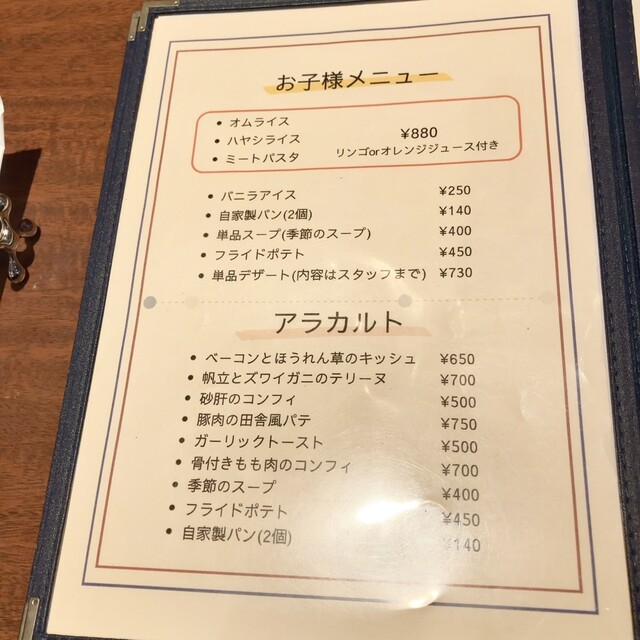 お子様メニュー
• オムライス
• ハヤシライス ¥880
• ミートパスタ リンゴorオレンジジュース付き
• バニラアイス ¥250
• 自家製パン(2個) ¥140
• 単品スープ(季節のスープ) ¥400
• フライドポテト ¥450
• 単品デザート(内容はスタッフまで) ¥730
アラカルト
• ベーコンとほうれん草のキッシュ ¥650
• 帆立とズワイガニのテリーヌ ¥700
• 砂肝のコンフィ ¥500
• 豚肉の田舎風パテ ¥750
• ガーリックトースト ¥500
• 骨付きもも肉のコンフィ ¥700
• 季節のスープ ¥400
• フライドポテト ¥450
• 自家製パン(2個) ¥140